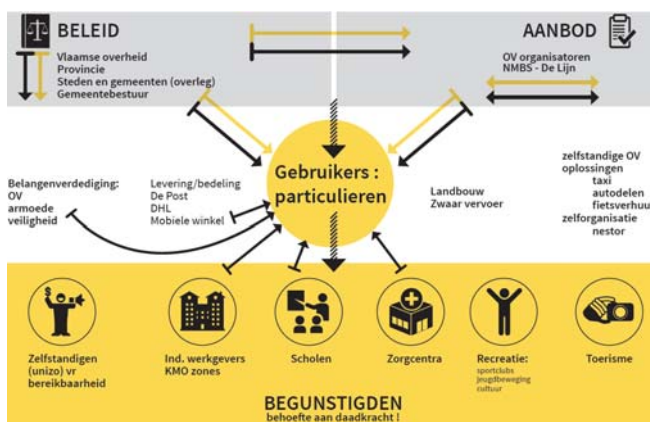 BELEID
Vlaamse overheid
Provincie
Steden en gemeenten (overleg)
Gemeentebestuur
AANBOD
OV organisatoren
NMBS - De Lijn
Gebruikers :
particulieren
Belangenverdediging:
OV
armoede
veiligheid
Levering/bedeling
De Post
DHL
Mobiele winkel
Landbouw
Zwaar vervoer
zelfstandige OV
oplossingen
taxi
autodelen
fietsverhuu
zelforganisatie
nestor
Zelfstandigen
(unizo) vr
bereikbaarheid
Ind. werkgevers
KMO zones
Scholen
Zorgcentra
Recreatie:
sportclubs
jeugdbeweging
cultuur
Toerisme
BEGUNSTIGDEN
behoefte aan daadkracht !